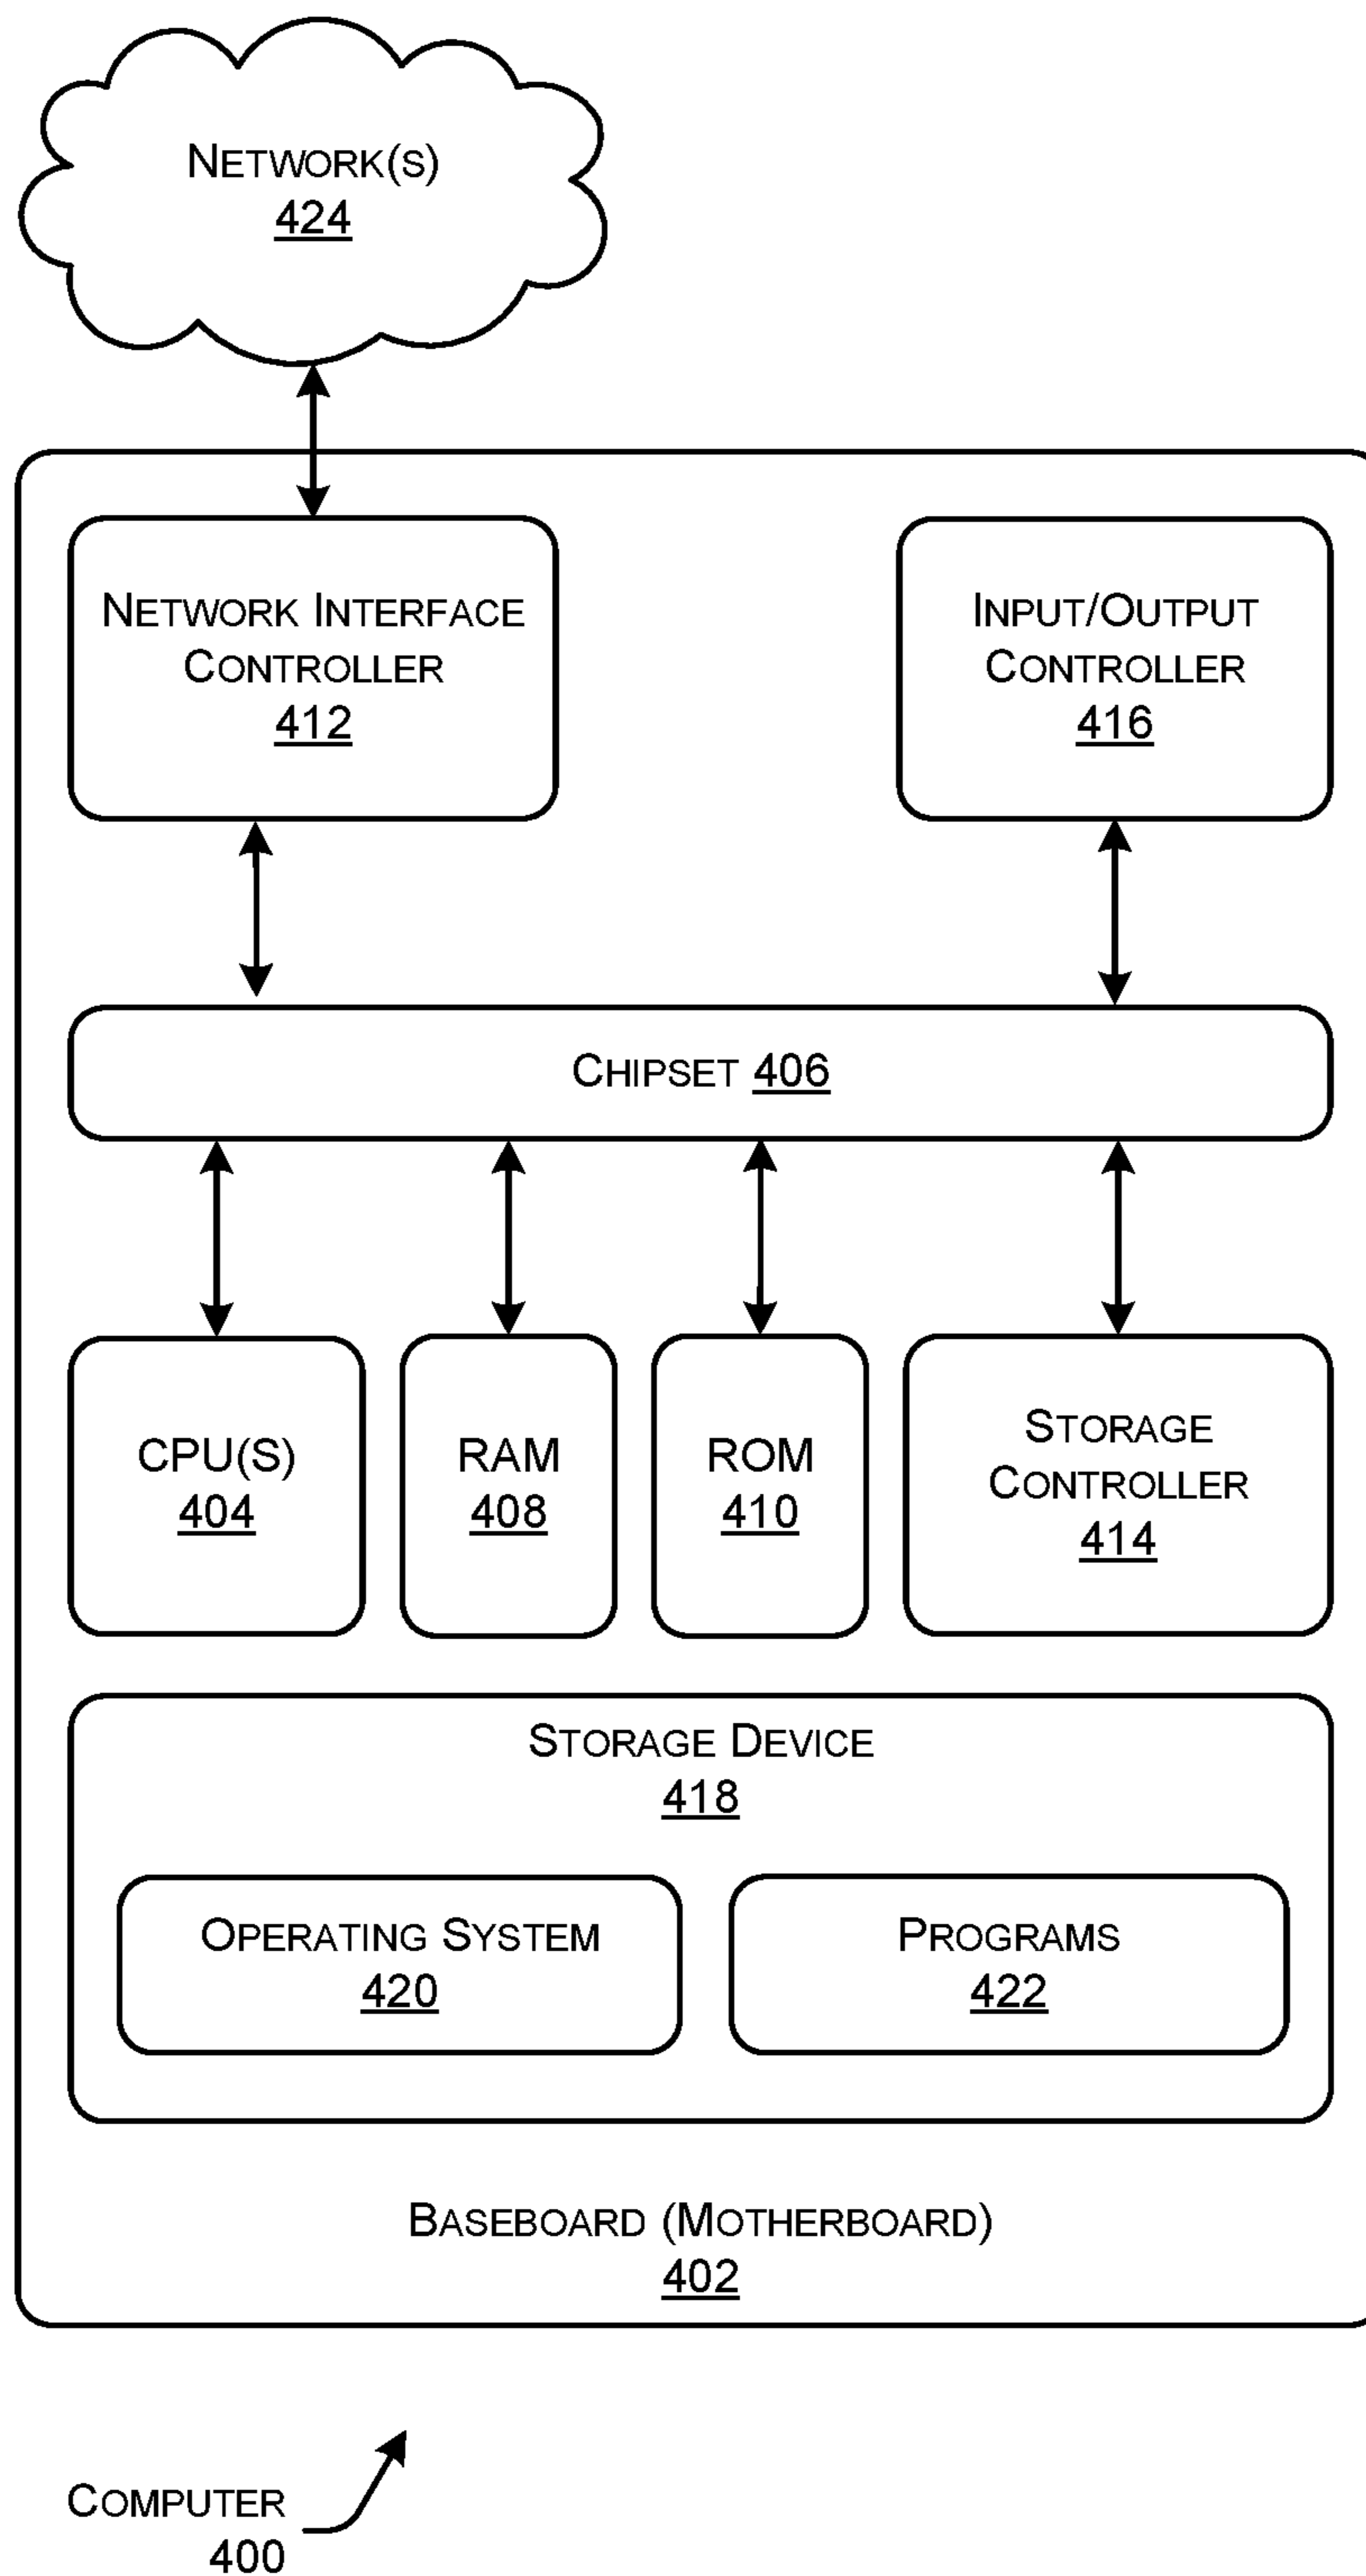 NETWORK(S)
424
NETWORK INTERFACE
CONTROLLER
412
INPUT/OUTPUT
CONTROLLER
416
CHIPSET 406
CPU(S)
404
RAM
408
ROM
410
STORAGE
CONTROLLER
414
STORAGE DEVICE
418
OPERATING SYSTEM
420
PROGRAMS
422
BASEBOARD (MOTHERBOARD)
402
COMPUTER
400